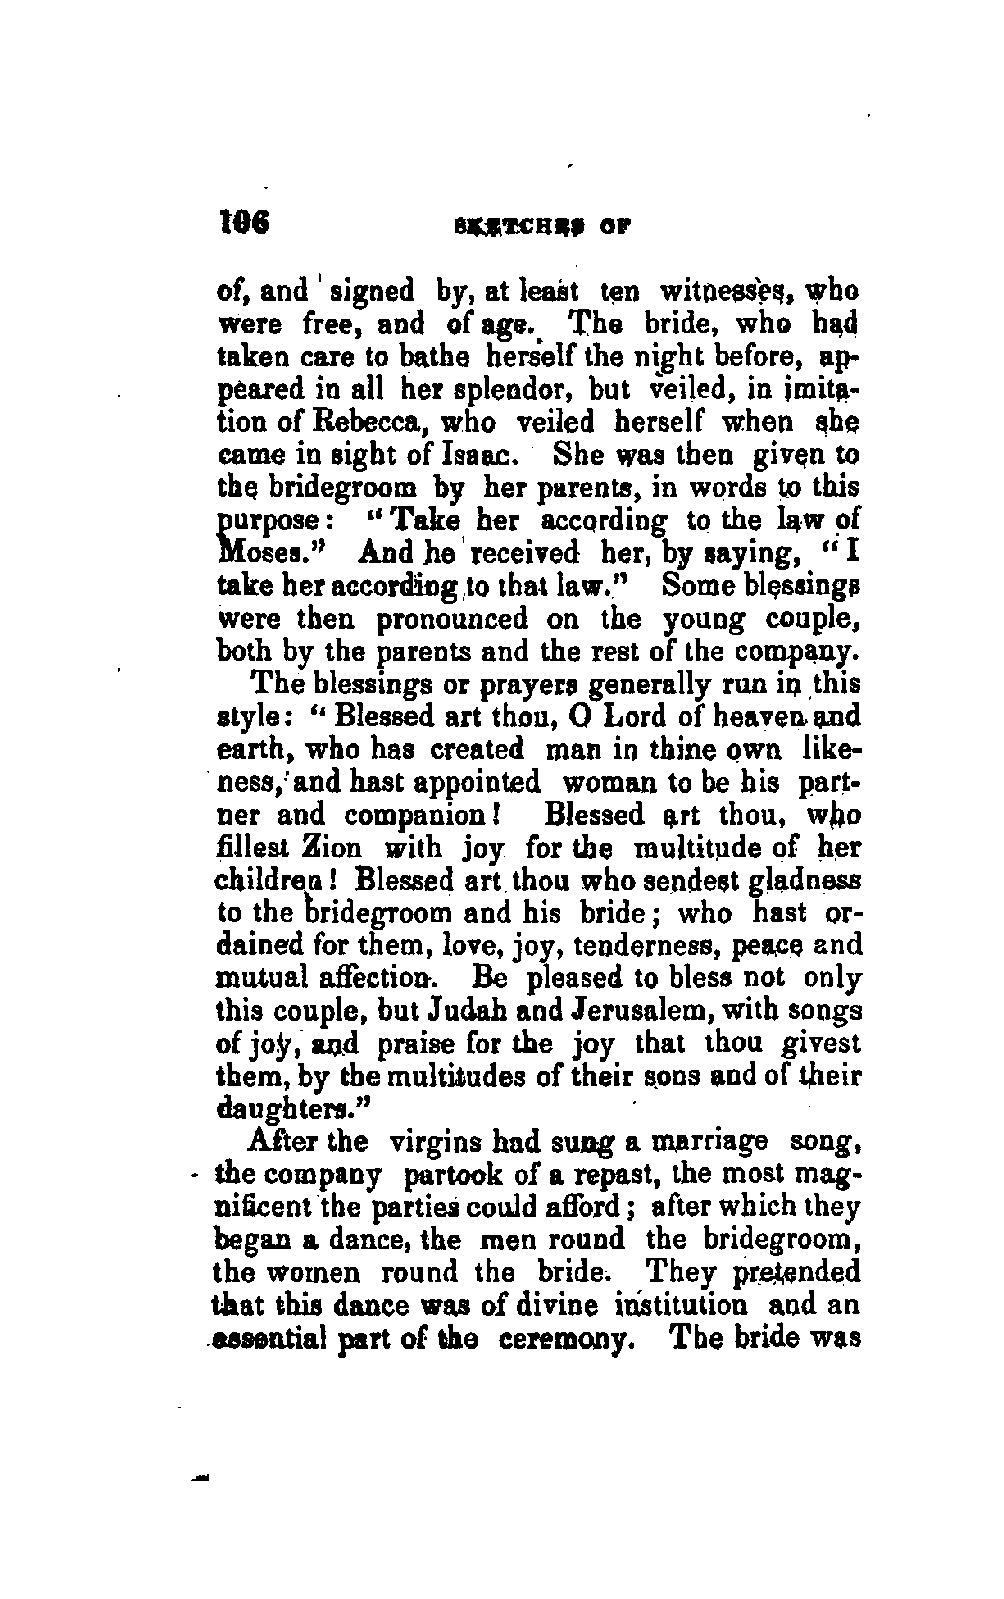 106 SKETCHES OF
of, and signed by, at least ten witnesses, who
were free, and of age. The bride, who had
taken care to bathe herself the night before, ap-
peared in all her splendor, but veiled, in imita-
tion of Rebecca, who veiled herself when she
came in sight of Isaac. She was then given to
the bridegroom by her parents, in words to this
purpose: "Take her according to the law of
Moses." And he received her, by saying, "I
take her according to that law." Some blessings
were then pronounced on the young couple,
both by the parents and the rest of the company.
The blessings or prayers generally run in this
style: "Blessed art thou, O Lord of heaven and
earth, who has created man in thine own like-
ness, and hast appointed woman to be his part-
ner and companion! Blessed art thou, who
fillest Zion with joy for the multitude of her
children! Blessed art thou who sendest gladness
to the bridegroom and his bride; who hast or-
dained for them, love, joy, tenderness, peace and
mutual affection. Be pleased to bless not only
this couple, but Judah and Jerusalem, with songs
of joy, and praise for the joy that thou givest
them, by the multitudes of their sons and of their
daughters."
After the virgins had sung a marriage song,
the company partook of a repast, the most mag-
nificent the parties could afford; after which they
began a dance, the men round the bridegroom,
the women round the bride. They pretended
that this dance was of divine institution and an
essential part of the ceremony. The bride was